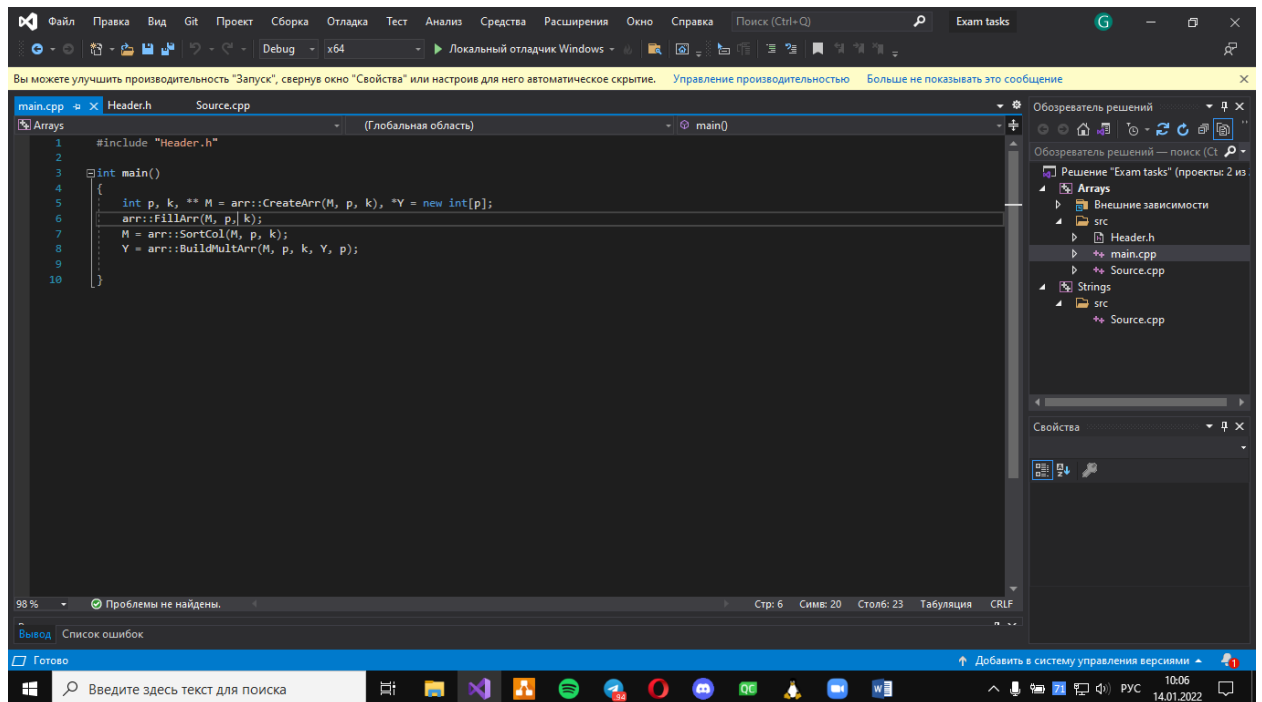 Файл Правка Вид Git Проект Сборка Отладка Тест Анализ Средства Расширения Окно Справка Поиск (Ctrl+Q) Exam tasks G
Debug x64 Локальный отладчик Windows
Вы можете улучшить производительность "Запуск", свернув окно "Свойства" или настроив для него автоматическое скрытие. Управление производительностью Больше не показывать это сообщение
main.cpp Header.h Source.cpp
Arrays (Глобальная область) main()
1 #include "Header.h"
2
3 int main()
4 {
5 int p, k, ** M = arr::CreateArr(M, p, k), *Y = new int[p];
6 arr::FillArr(M, p, k);
7 M = arr::SortCol(M, p, k);
8 Y = arr::BuildMultArr(M, p, k, Y, p);
9
10 }
98 % Проблемы не найдены. Стр: 6 Симв: 20 Столб: 23 Табуляция CRLF
Вывод Список ошибок
Обозреватель решений
Обозреватель решений — поиск (Ct
Решение "Exam tasks" (проекты: 2 из
Arrays
Внешние зависимости
src
Header.h
main.cpp
Source.cpp
Strings
src
Source.cpp
Свойства
Готово Добавить в систему управления версиями 1
Введите здесь текст для поиска 94 QC 71 РУС 10:06
14.01.2022